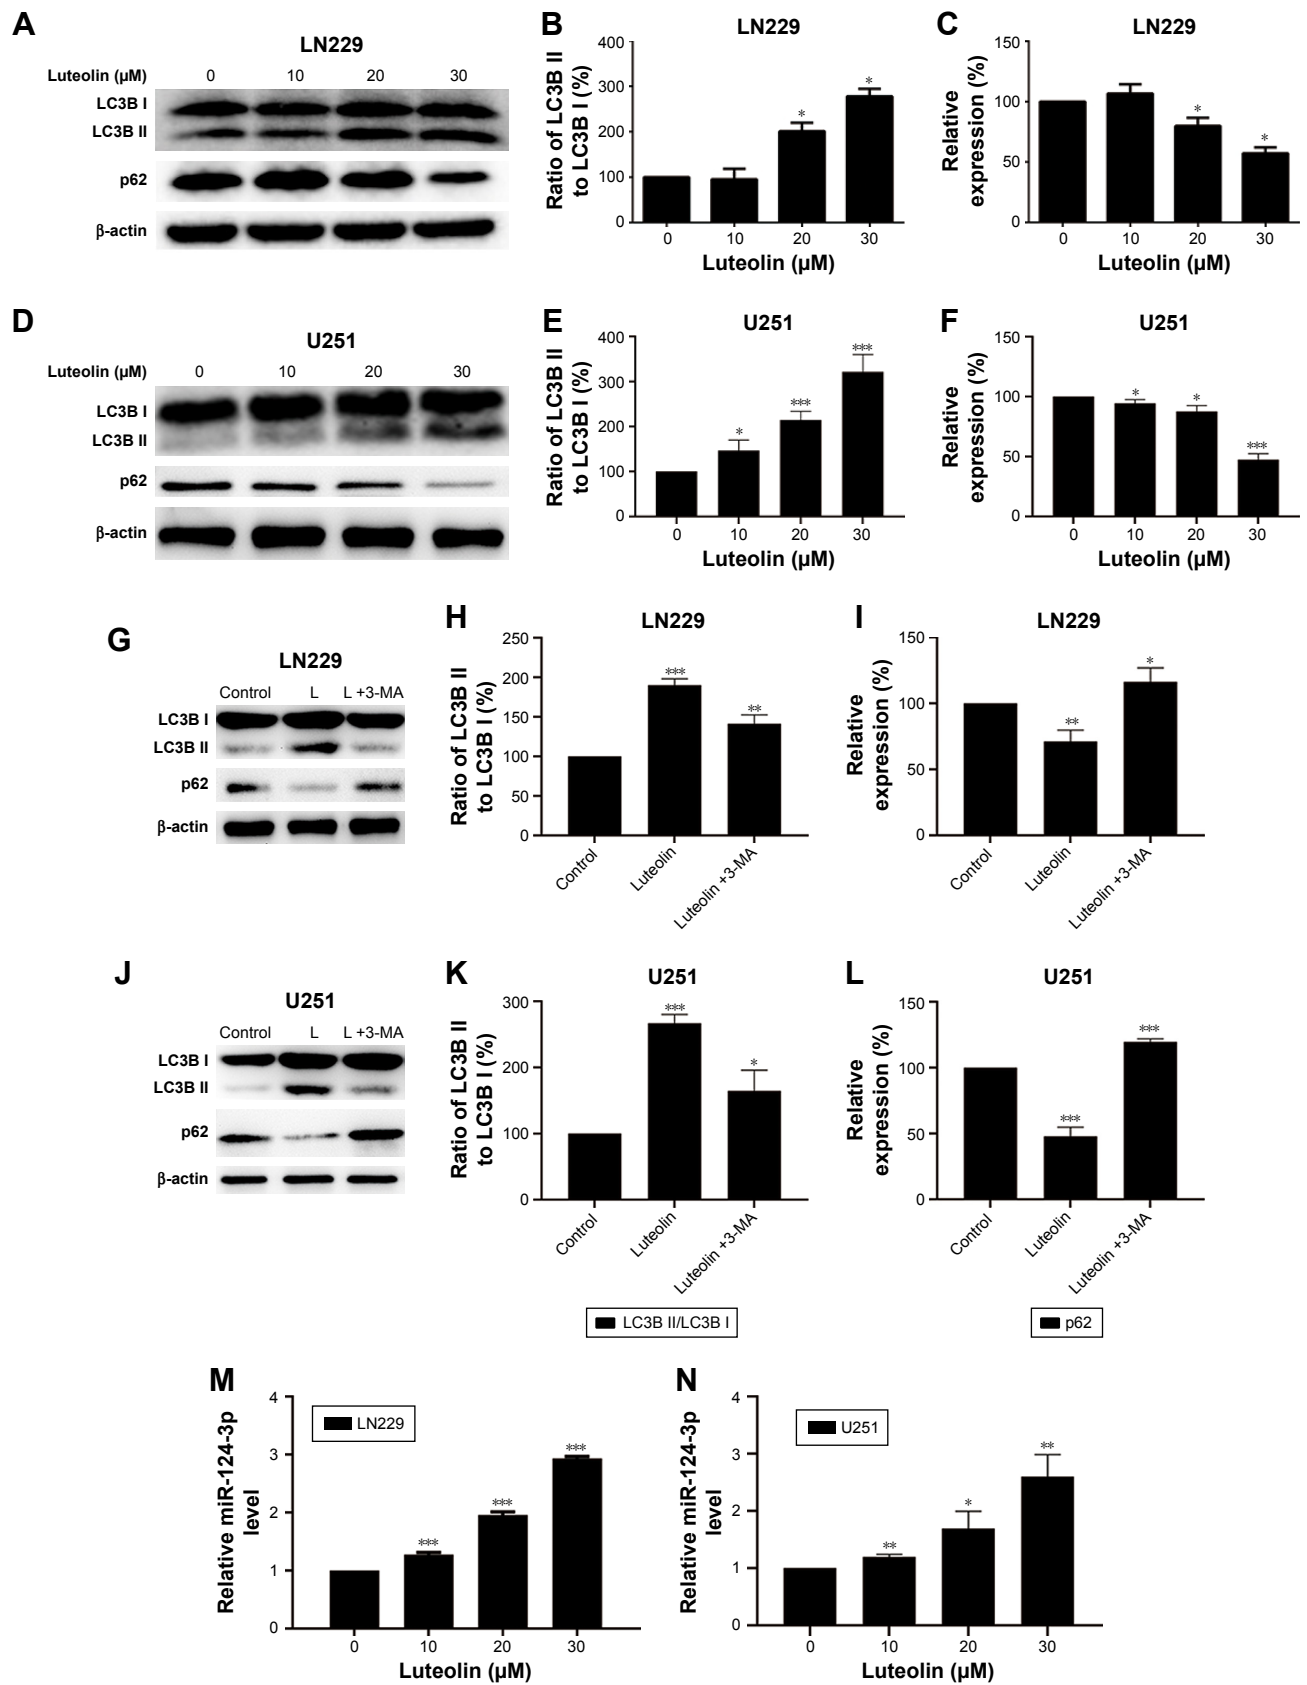 A
LN229
Luteolin (µM) 0 10 20 30
LC3B I
LC3B II
p62
β-actin
B
LN229
Ratio of LC3B II
to LC3B I (%)
400
300
200
100
0
* *
0 10 20 30
Luteolin (µM)
C
LN229
Relative
expression (%)
150
100
50
0
* *
0 10 20 30
Luteolin (µM)
D
U251
Luteolin (µM) 0 10 20 30
LC3B I
LC3B II
p62
β-actin
E
U251
Ratio of LC3B II
to LC3B I (%)
400
300
200
100
0
* *** ***
0 10 20 30
Luteolin (µM)
F
U251
Relative
expression (%)
150
100
50
0
* * ***
0 10 20 30
Luteolin (µM)
G
LN229
Control L L +3-MA
LC3B I
LC3B II
p62
β-actin
H
LN229
Ratio of LC3B II
to LC3B I (%)
250
200
150
100
50
0
*** **
Control Luteolin Luteolin +3-MA
I
LN229
Relative
expression (%)
150
100
50
0
** *
Control Luteolin Luteolin +3-MA
J
U251
Control L L +3-MA
LC3B I
LC3B II
p62
β-actin
K
U251
Ratio of LC3B II
to LC3B I (%)
300
200
100
0
*** *
Control Luteolin Luteolin +3-MA
LC3B II/LC3B I
L
U251
Relative
expression (%)
150
100
50
0
*** ***
Control Luteolin Luteolin +3-MA
p62
M
Relative miR-124-3p
level
4
3
2
1
0
LN229
*** *** ***
0 10 20 30
Luteolin (µM)
N
Relative miR-124-3p
level
4
3
2
1
0
U251
** * **
0 10 20 30
Luteolin (µM)